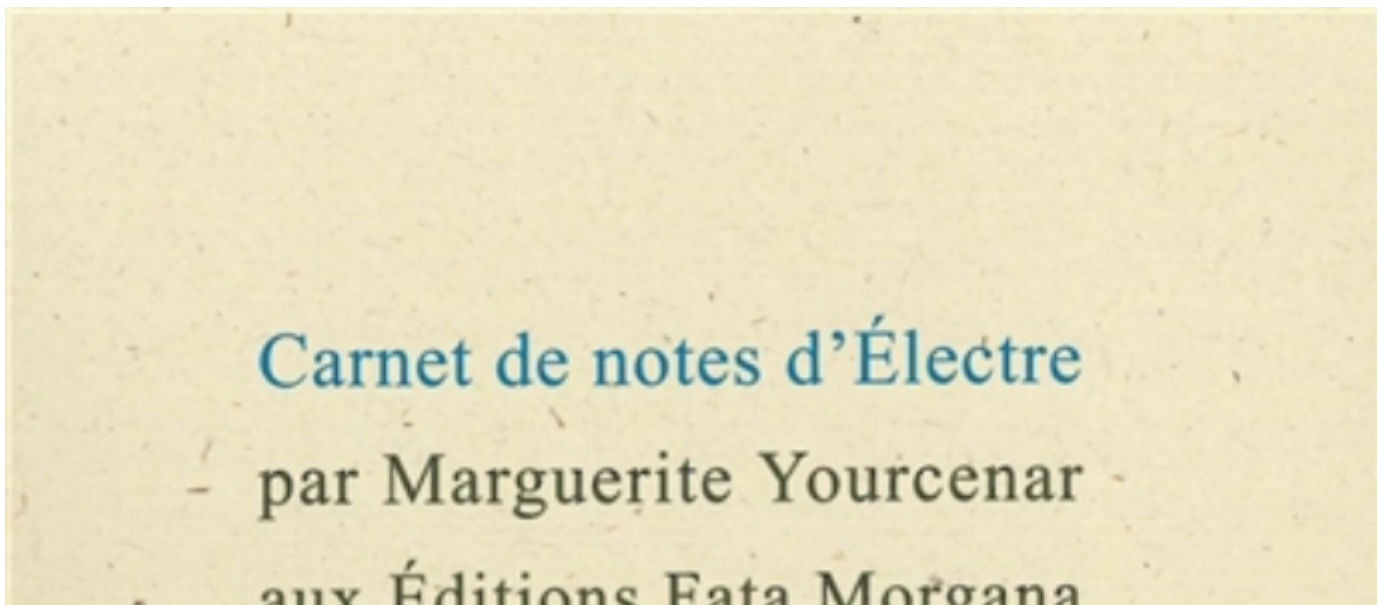 Carnet de notes d’Électre
par Marguerite Yourcenar
aux Éditions Fata Morgana